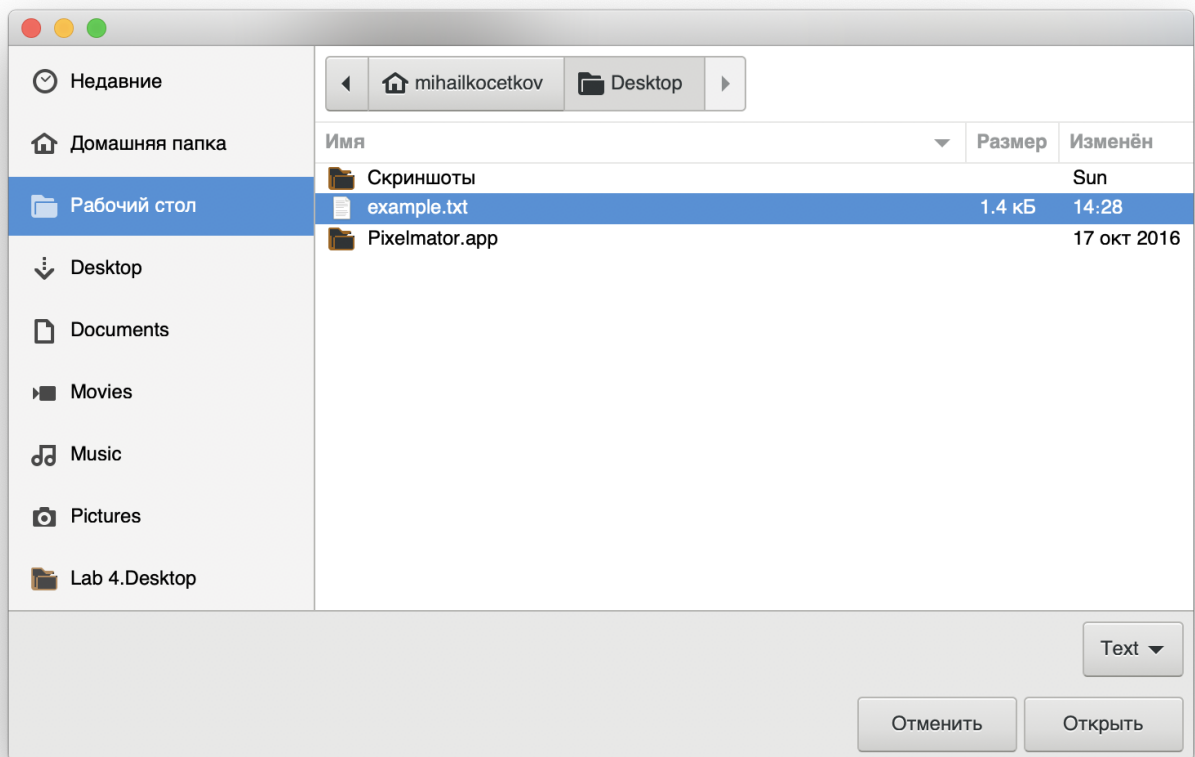 Недавние
Домашняя папка
Рабочий стол
Desktop
Documents
Movies
Music
Pictures
Lab 4.Desktop
mihailkocetkov Desktop
Имя Размер Изменён
Скриншоты Sun
example.txt 1.4 кБ 14:28
Pixelmator.app 17 окт 2016
Text
Отменить Открыть